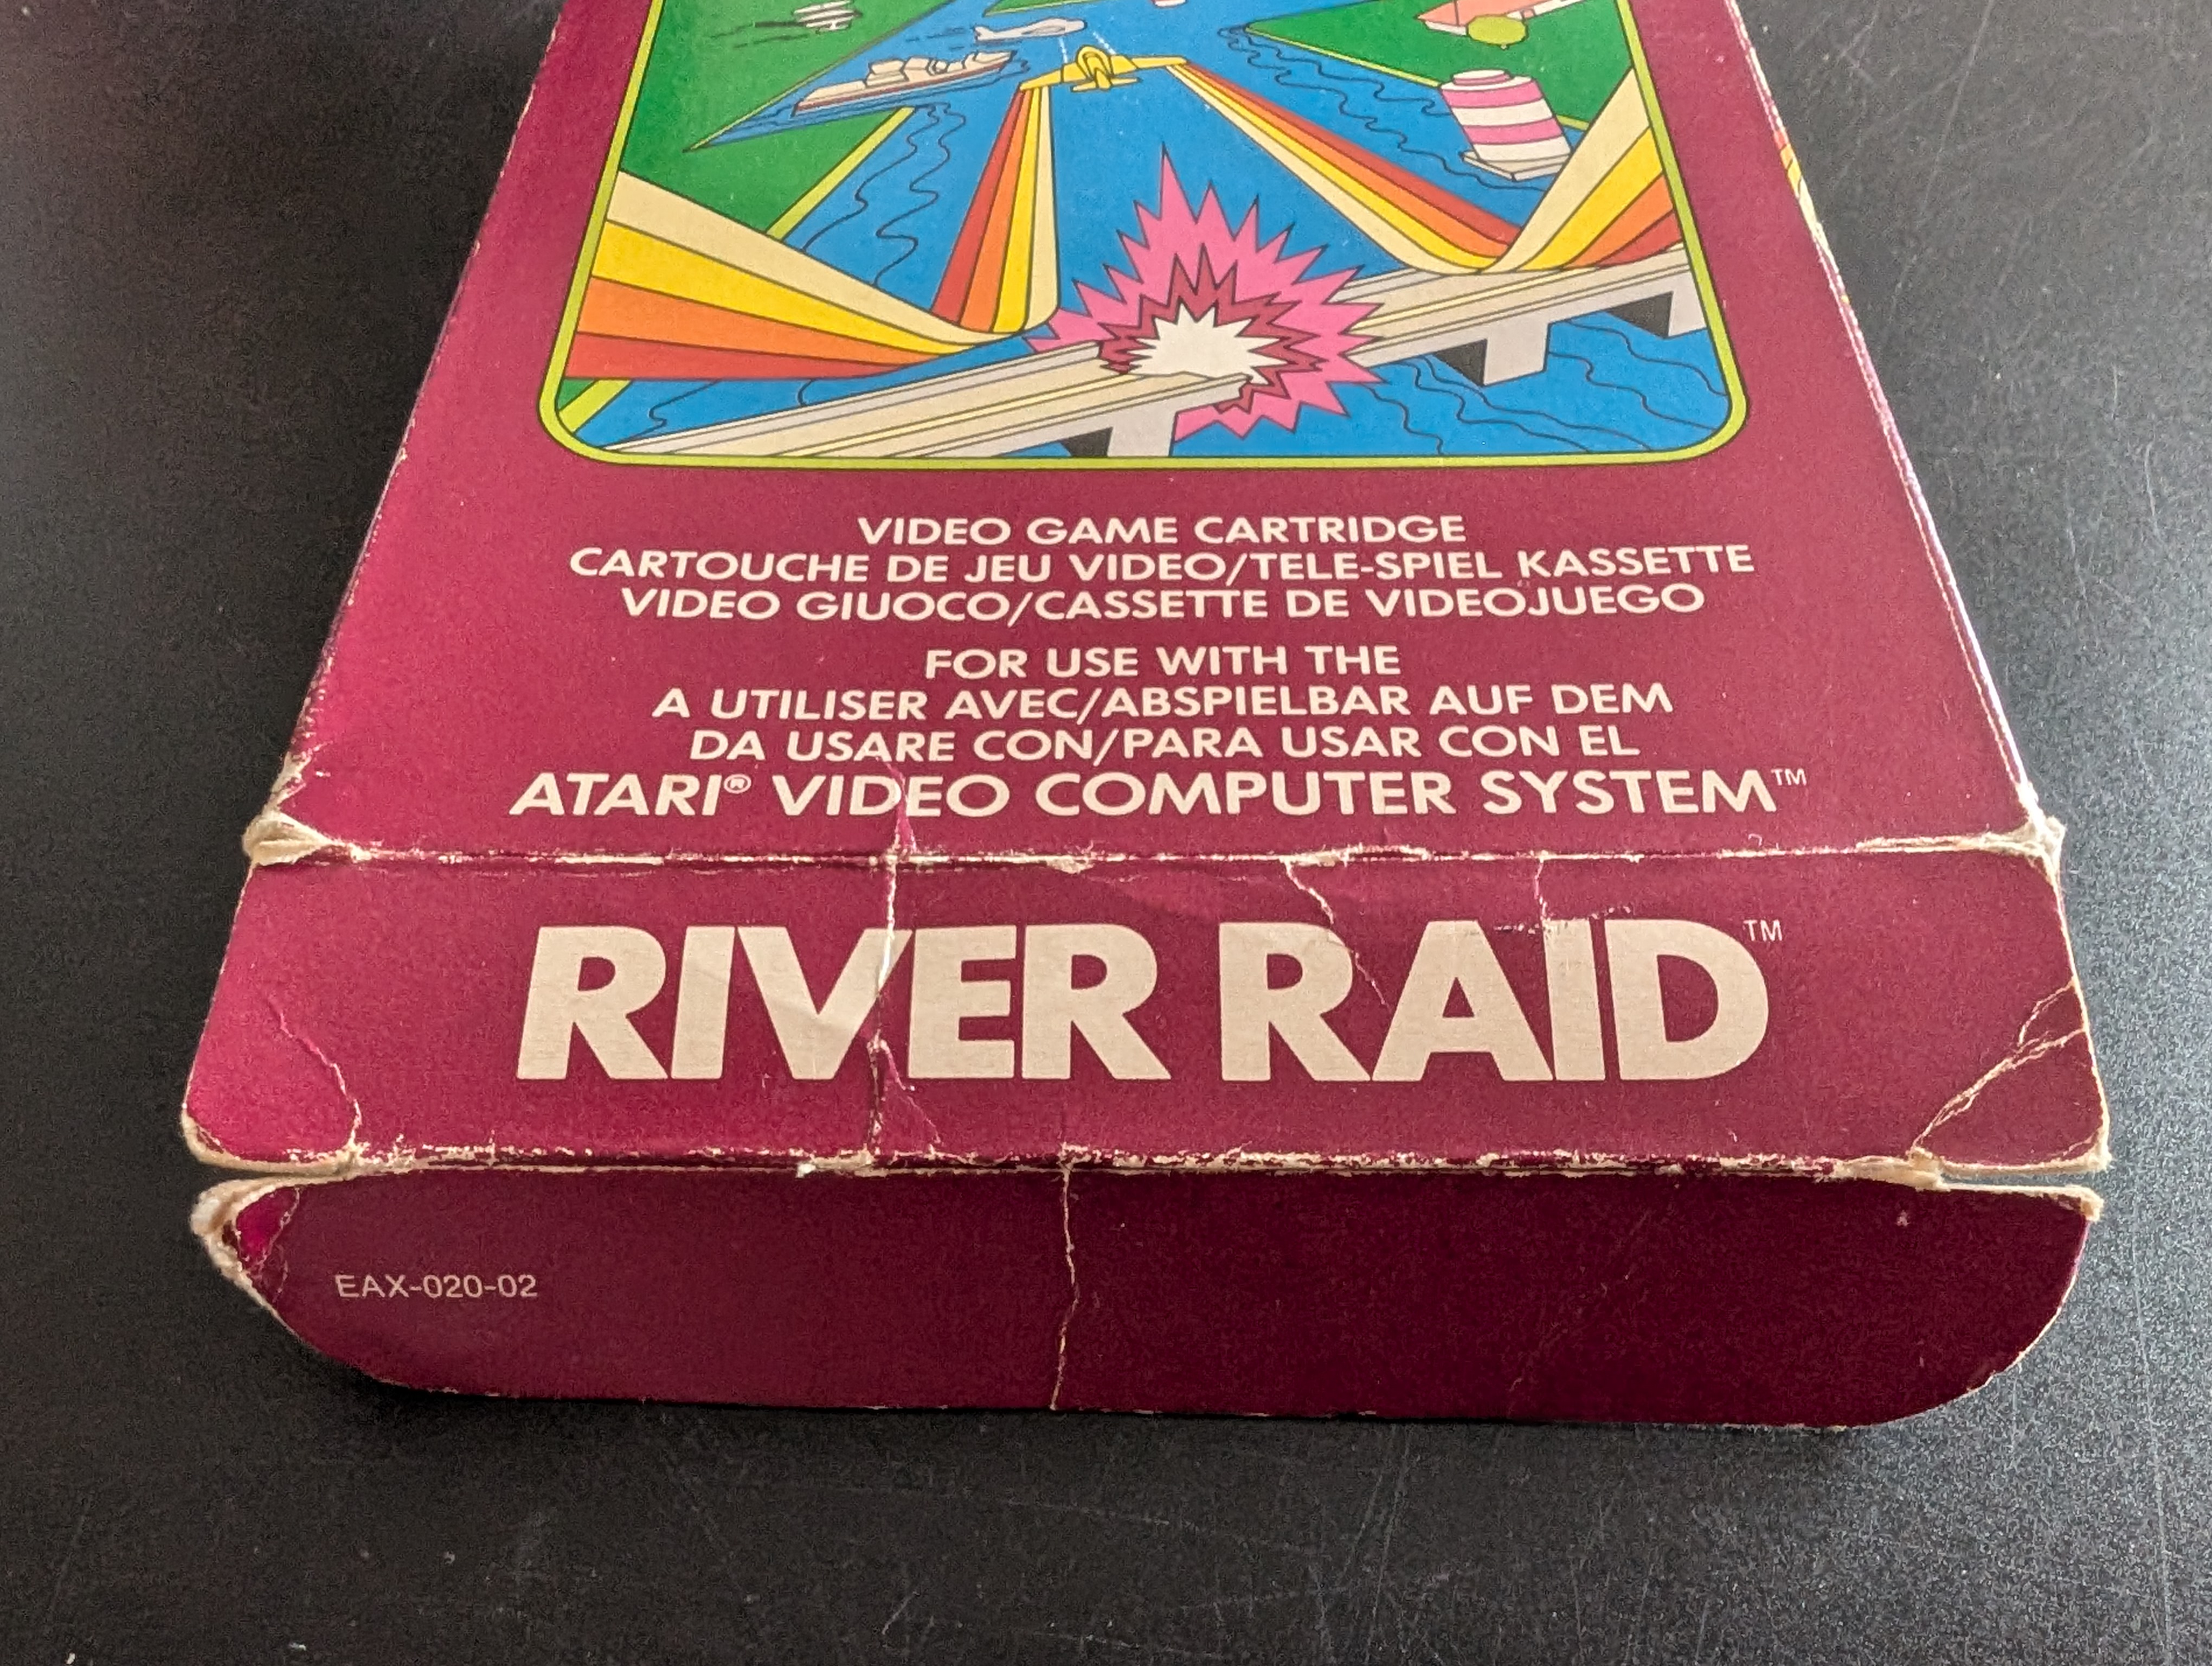 VIDEO GAME CARTRIDGE
CARTOUCHE DE JEU VIDEO/TELE-SPIEL KASSETTE
VIDEO GIUOCO/CASSETTE DE VIDEOJUEGO
FOR USE WITH THE
A UTILISER AVEC/ABSPIELBAR AUF DEM
DA USARE CON/PARA USAR CON EL
ATARI® VIDEO COMPUTER SYSTEM™
RIVER RAID™
EAX-020-02